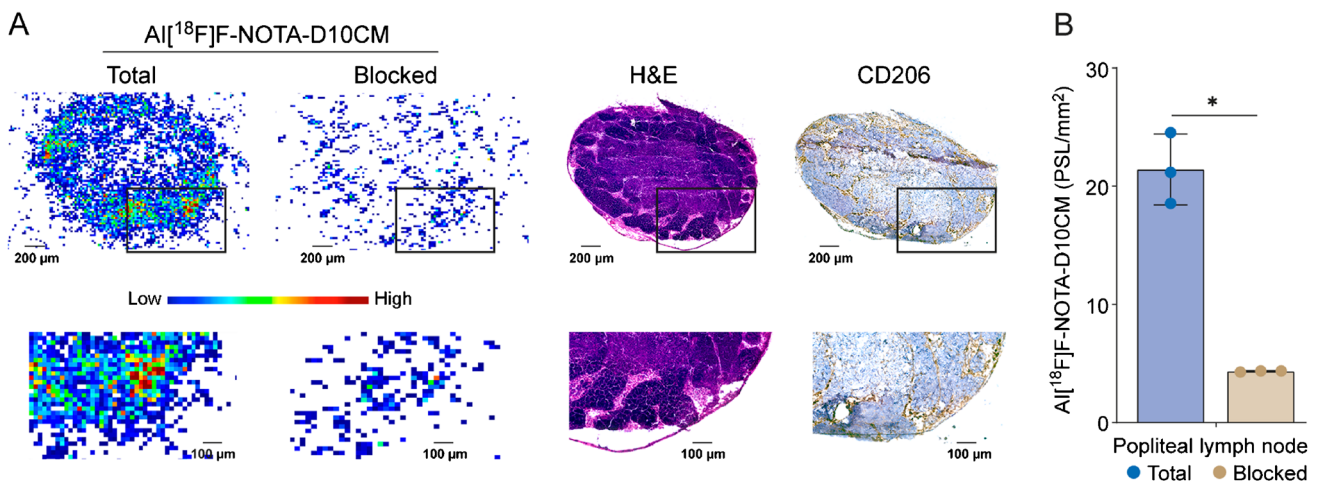 A
Al[18F]F-NOTA-D10CM
Total
Blocked
H&E
CD206
200 µm
200 µm
200 µm
200 µm
Low
High
100 µm
100 µm
100 µm
100 µm
B
Al[18F]F-NOTA-D10CM (PSL/mm2)
30
20
10
0
*
Popliteal lymph node
Total
Blocked